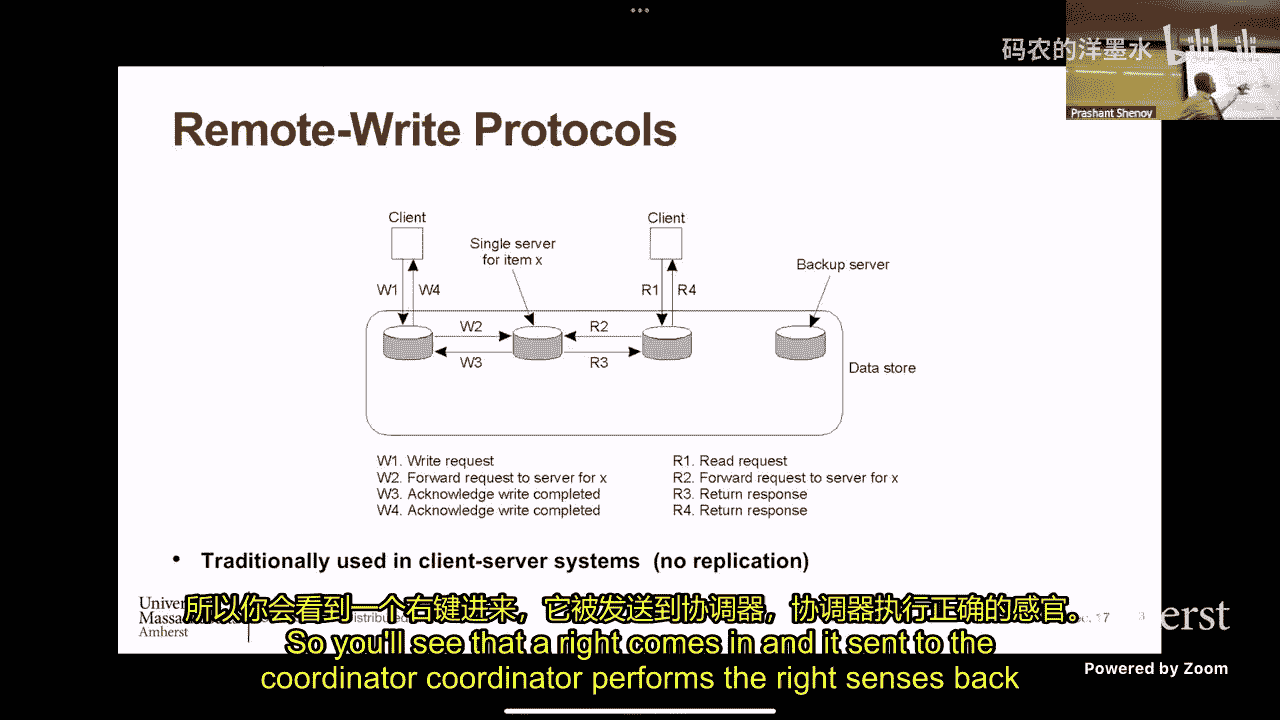 码农的洋墨水
Prashant Shenoy
Remote-Write Protocols
Client
Client
Single server
for item x
Backup server
W1
W4
R1
R4
W2
R2
W3
R3
Data store
W1. Write request
W2. Forward request to server for x
W3. Acknowledge write completed
W4. Acknowledge write completed
R1. Read request
R2. Forward request to server for x
R3. Return response
R4. Return response
• Traditionally used in client-server systems (no replication)
Amherst
17
3
所以你会看到一个右键进来，它被发送到协调器，协调器执行正确的感官。
So you'll see that a right comes in and it sent to the
coordinator coordinator performs the right senses back
Powered by Zoom